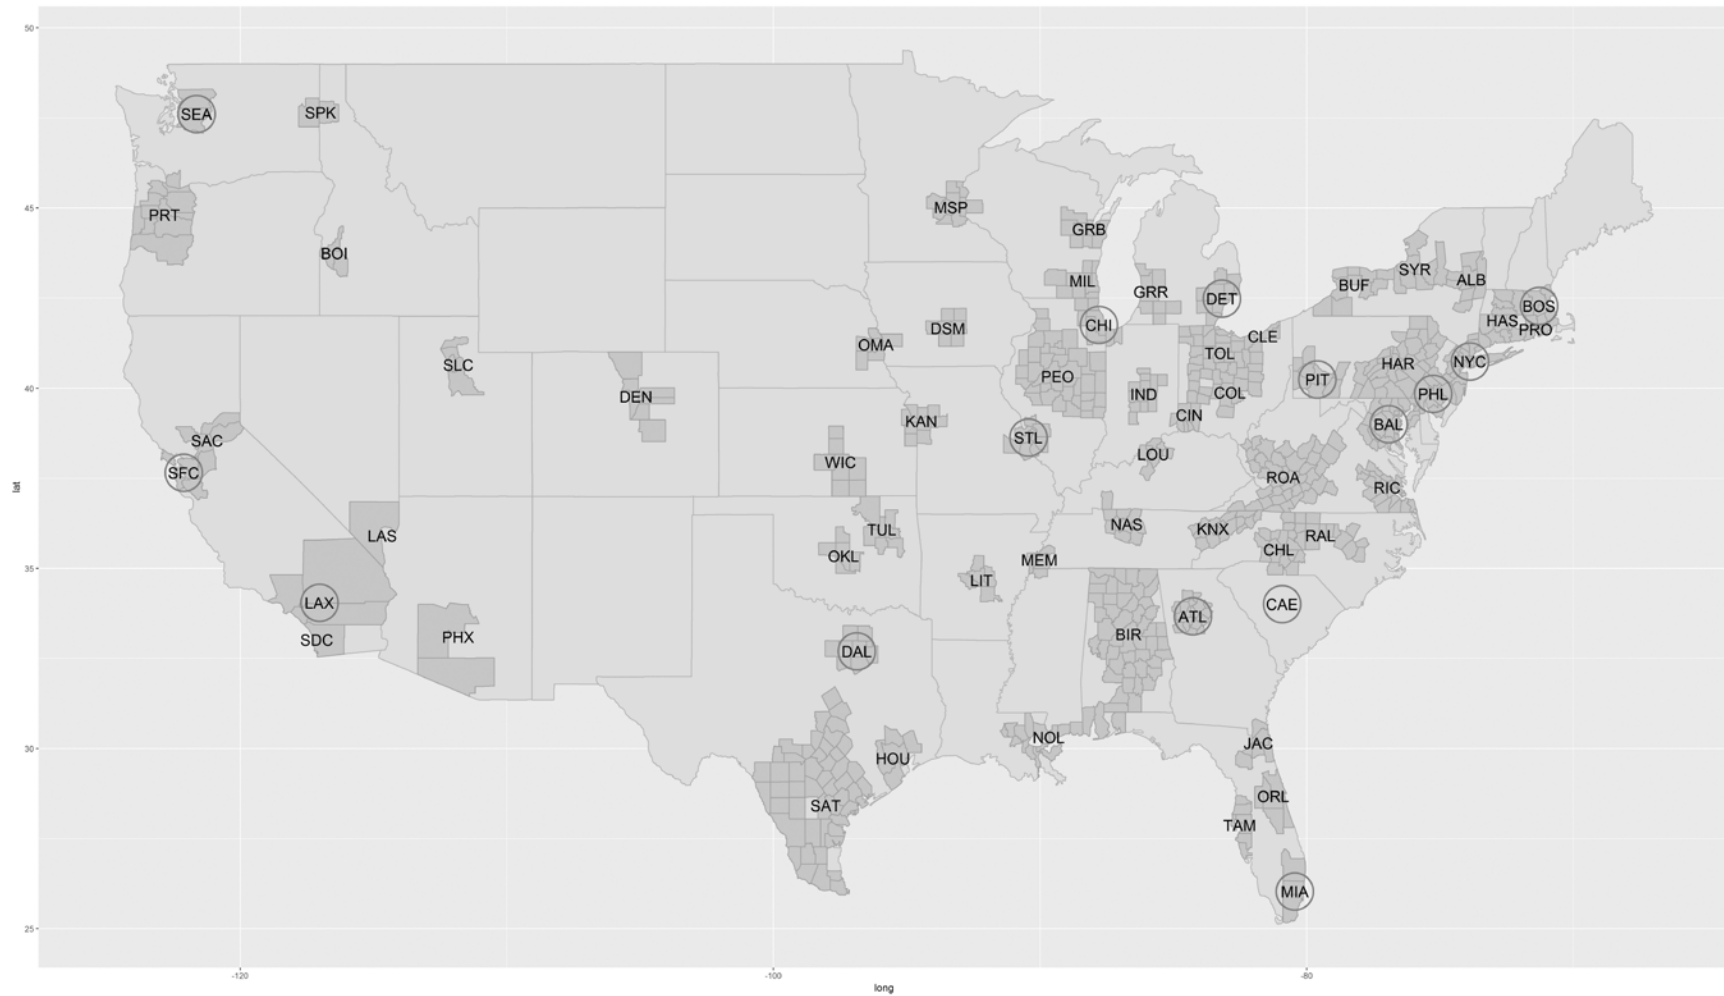 50
SEA
SPK
45
PRT
MSP
GRB
BOI
MIL
GRR
DET
BUF
SYR
ALB
BOS
HAS
PRO
DSM
CHI
OMA
CLE
TOL
SLC
PEO
HAR
NYC
40
DEN
IND
COL
PIT
PHL
CIN
KAN
STL
BAL
SAC
SFC
WIC
LOU
ROA
RIC
lat
LAS
TUL
NAS
KNX
RAL
OKL
CHL
35
MEM
LIT
LAX
CAE
SDC
PHX
ATL
BIR
DAL
30
NOL
JAC
HOU
SAT
ORL
TAM
MIA
25
-120
-100
-80
long